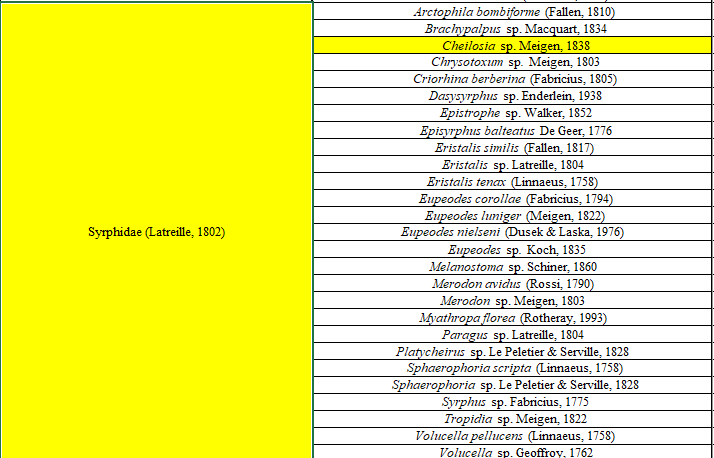 Arctophila bombiforme (Fallen, 1810)
Brachypalpus sp. Macquart, 1834
Cheilosia sp. Meigen, 1838
Chrysotoxum sp. Meigen, 1803
Criorhina berberina (Fabricius, 1805)
Dasysyrphus sp. Enderlein, 1938
Epistrophe sp. Walker, 1852
Episyrphus balteatus De Geer, 1776
Eristalis similis (Fallen, 1817)
Eristalis sp. Latreille, 1804
Eristalis tenax (Linnaeus, 1758)
Eupeodes corollae (Fabricius, 1794)
Eupeodes luniger (Meigen, 1822)
Syrphidae (Latreille, 1802)
Eupeodes nielseni (Dusek & Laska, 1976)
Eupeodes sp. Koch, 1835
Melanostoma sp. Schiner, 1860
Merodon avidus (Rossi, 1790)
Merodon sp. Meigen, 1803
Myathropa florea (Rotheray, 1993)
Paragus sp. Latreille, 1804
Platycheirus sp. Le Peletier & Serville, 1828
Sphaerophoria scripta (Linnaeus, 1758)
Sphaerophoria sp. Le Peletier & Serville, 1828
Syrphus sp. Fabricius, 1775
Tropidia sp. Meigen, 1822
Volucella pellucens (Linnaeus, 1758)
Volucella sp. Geoffroy, 1762